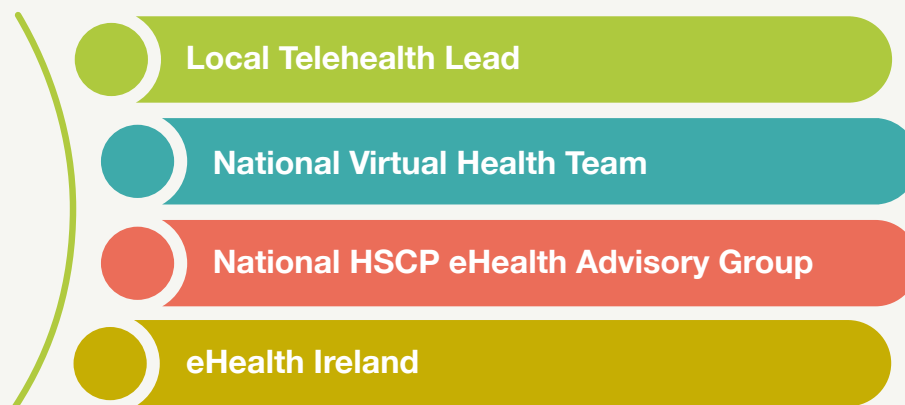 Local Telehealth Lead
National Virtual Health Team
National HSCP eHealth Advisory Group
eHealth Ireland